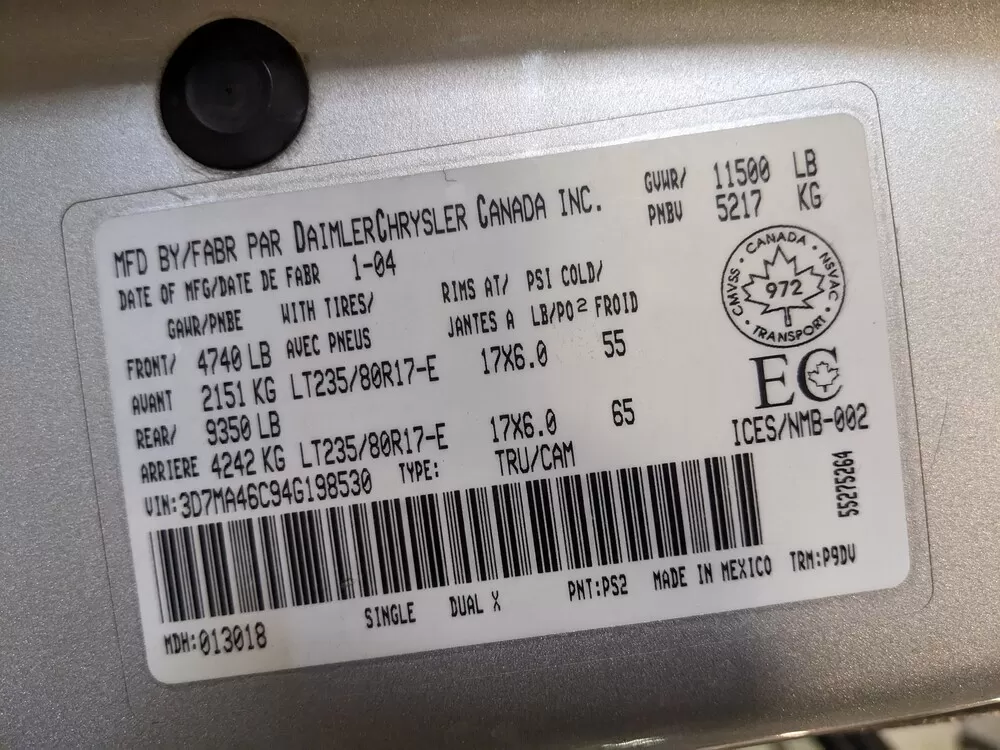 MFD BY/FABR PAR DAIMLERCHRYSLER CANADA INC.
GVWR/ 11500 LB
PNBV 5217 KG
DATE OF MFG/DATE DE FABR 1-04
GAWR/PNBE WITH TIRES/ RIMS AT/ PSI COLD/
AVEC PNEUS JANTES A LB/PO² FROID
FRONT/ 4740 LB
AVANT 2151 KG LT235/80R17-E 17X6.0 55
REAR/ 9350 LB
ARRIERE 4242 KG LT235/80R17-E 17X6.0 65
VIN:3D7MA46C94G198530 TYPE: TRU/CAM
CMVSS · CANADA · NSVAC · TRANSPORT ·
972
EC
ICES/NMB-002
55275264
MDH:013018 SINGLE DUAL X PNT:PS2 MADE IN MEXICO TRM:P9DV